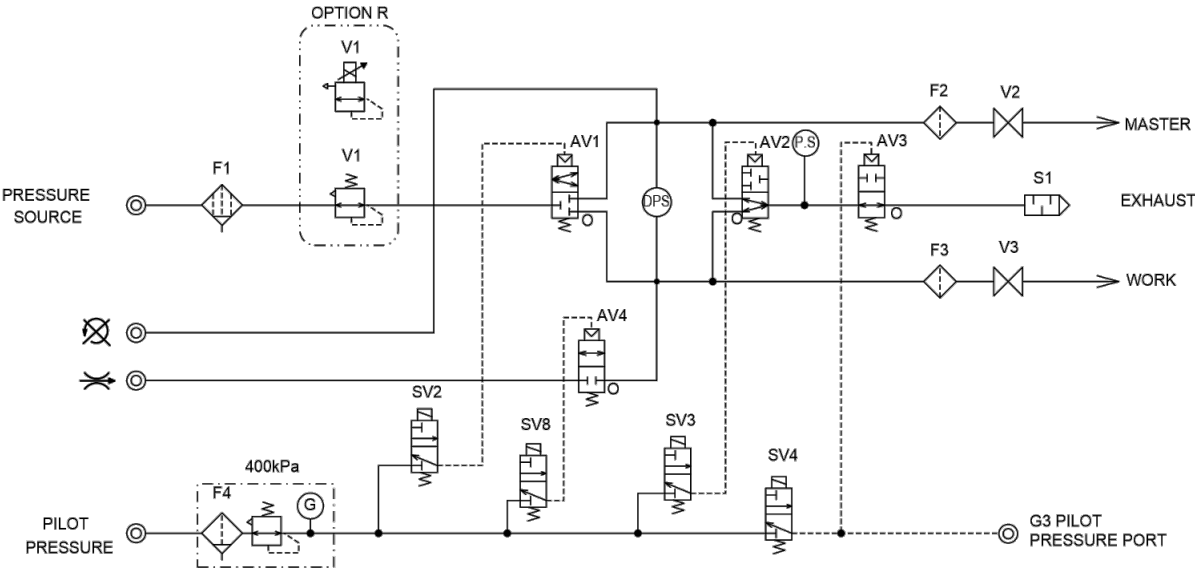 OPTION R
V1
F2
V2
MASTER
AV1
AV2
P.S
AV3
V1
F1
S1
PRESSURE
SOURCE
DPS
EXHAUST
O
O
O
F3
V3
WORK
AV4
O
SV2
SV8
SV3
SV4
400kPa
F4
G
PILOT
PRESSURE
G3 PILOT
PRESSURE PORT